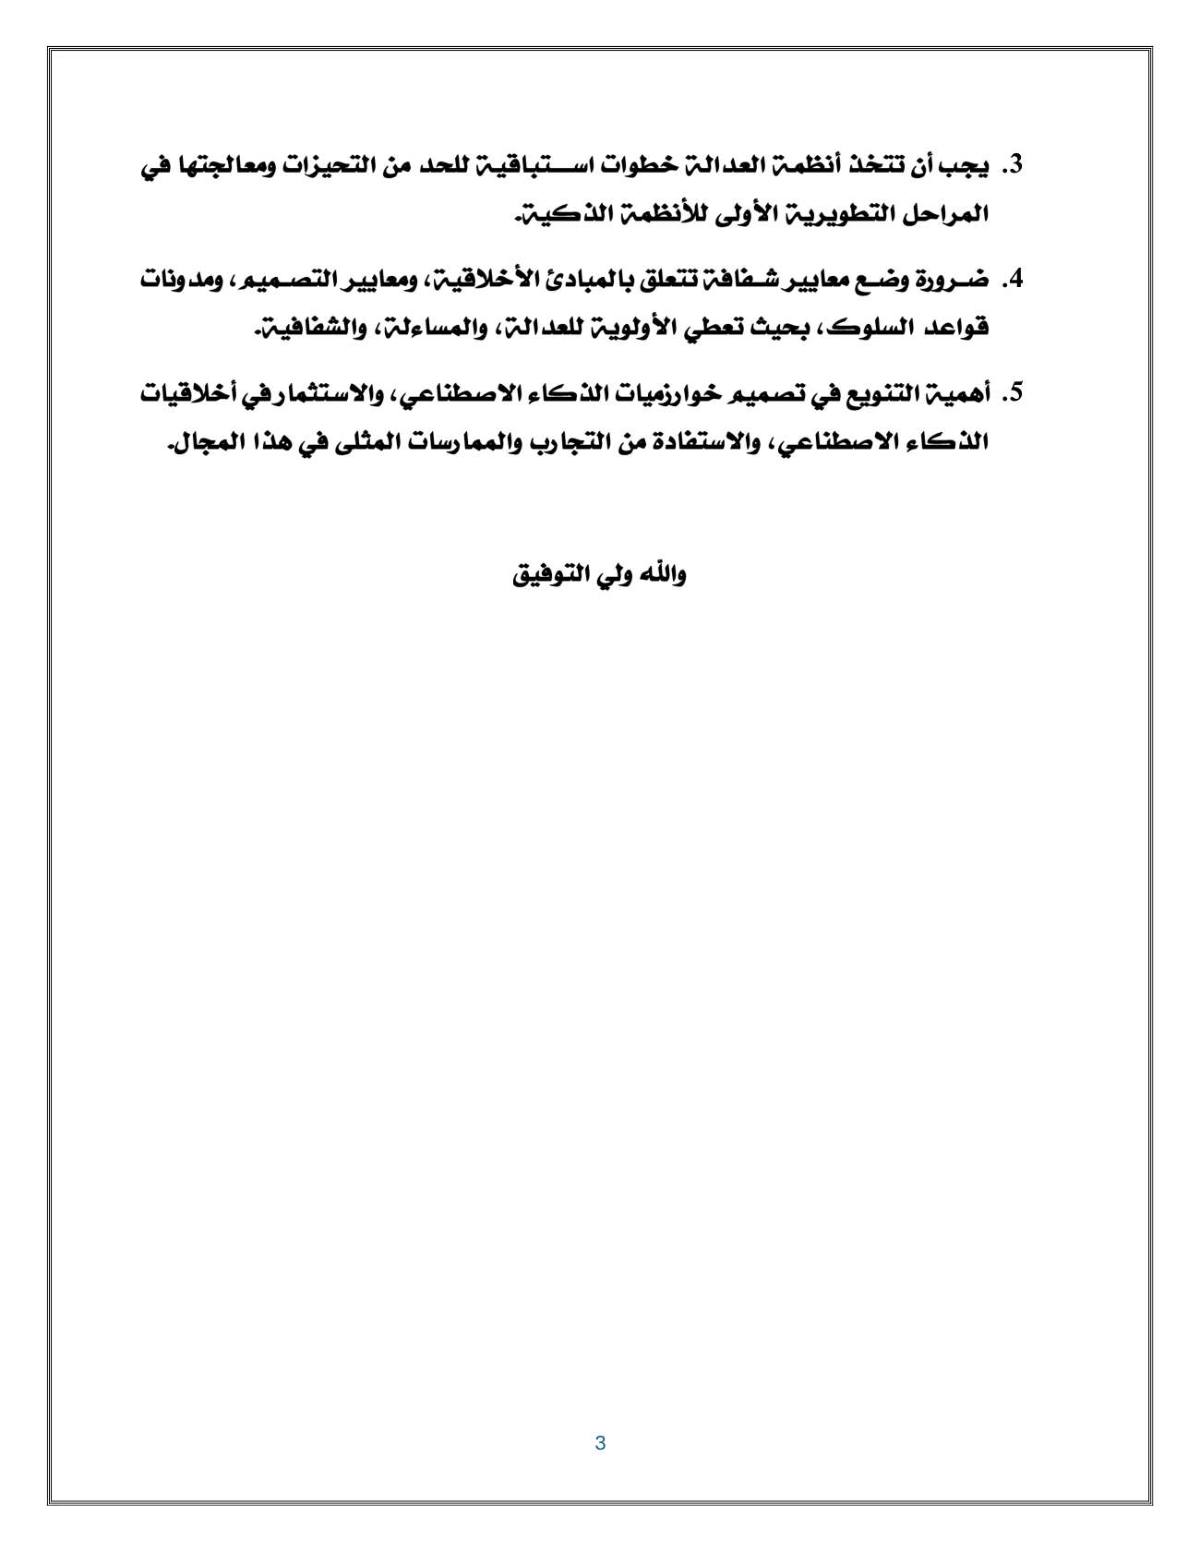 3. يجب أن تتخذ أنظمة العدالة خطوات استباقية للحد من التحيزات ومعالجتها في
المراحل التطويرية الأولى للأنظمة الذكية.
4. ضرورة وضع معايير شفافة تتعلق بالمبادئ الأخلاقية، ومعايير التصميم، ومدونات
قواعد السلوك، بحيث تعطي الأولوية للعدالة، والمساءلة، والشفافية.
5. أهمية التنويع في تصميم خوارزميات الذكاء الاصطناعي، والاستثمار في أخلاقيات
الذكاء الاصطناعي، والاستفادة من التجارب والممارسات المثلى في هذا المجال.
والله ولي التوفيق
3